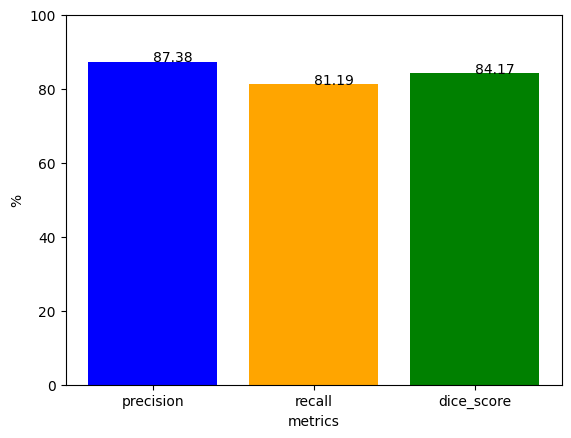 100
80
60
40
20
0
%
87.38
81.19
84.17
precision
recall
dice_score
metrics